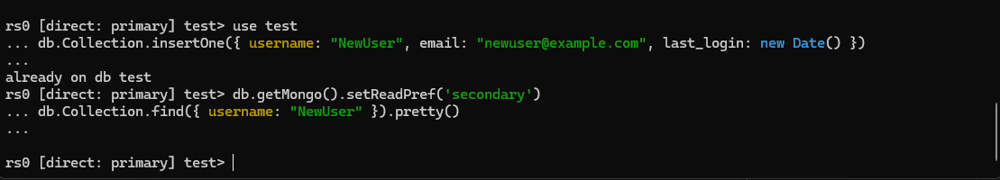 rs0 [direct: primary] test> use test
... db.Collection.insertOne({ username: "NewUser", email: "newuser@example.com", last_login: new Date() })
...
already on db test
rs0 [direct: primary] test> db.getMongo().setReadPref('secondary')
... db.Collection.find({ username: "NewUser" }).pretty()
...
rs0 [direct: primary] test>